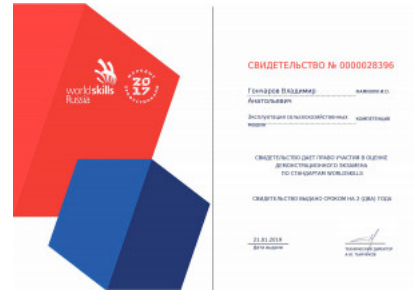 worldskills
Russia
2017
СВИДЕТЕЛЬСТВО № 0000028396
Гончаров Владимир
ФАМИЛИЯ И.О.
Анатольевич
Эксплуатация сельскохозяйственных
КОМПЕТЕНЦИЯ
машин
СВИДЕТЕЛЬСТВО ДАЕТ ПРАВО УЧАСТИЯ В ОЦЕНКЕ
ДЕМОНСТРАЦИОННОГО ЭКЗАМЕНА
ПО СТАНДАРТАМ WORLDSKILLS
СВИДЕТЕЛЬСТВО ВЫДАНО СРОКОМ НА 2 (ДВА) ГОДА
21.01.2019
ДАТА ВЫДАЧИ
ТЕХНИЧЕСКИЙ ДИРЕКТОР